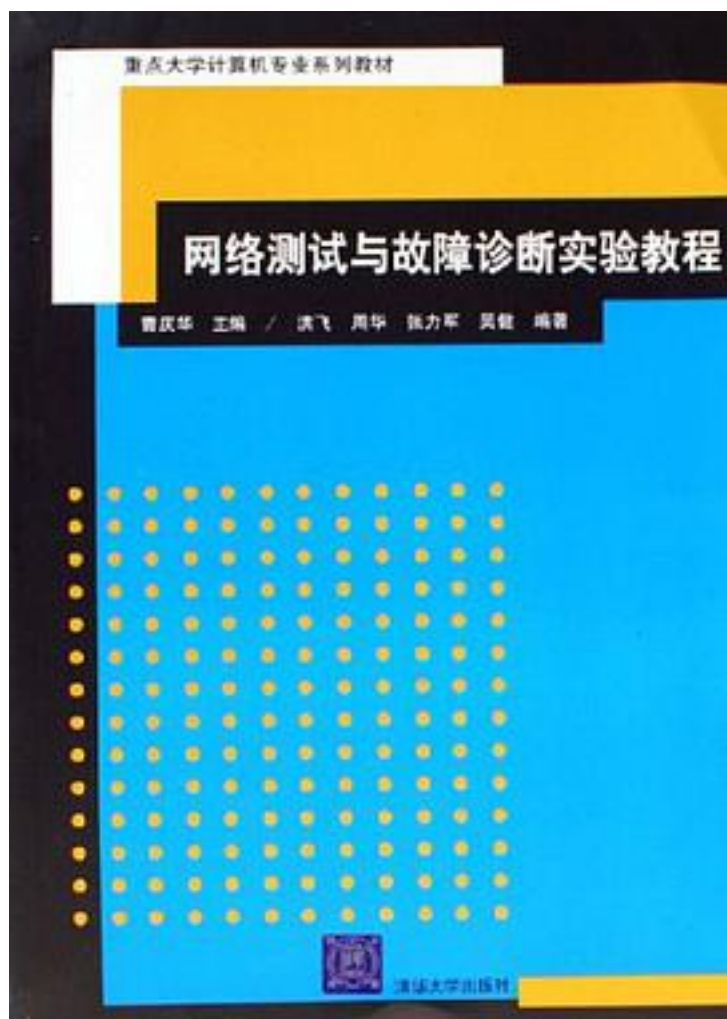 重点大学计算机专业系列教材
网络测试与故障诊断实验教程
曹庆华 主编 / 洪飞 周华 张力军 吴健 编著
清华大学出版社